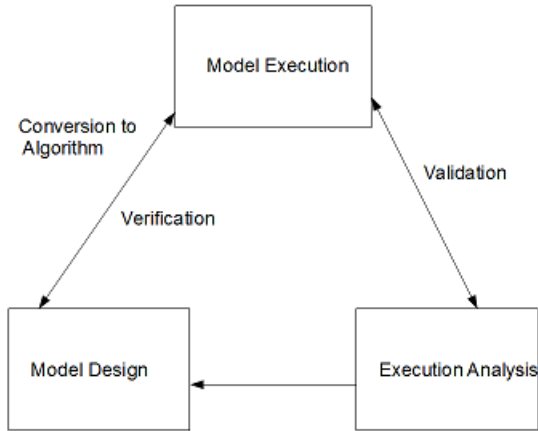 Model Execution
Conversion to
Algorithm
Validation
Verification
Model Design
Execution Analysis